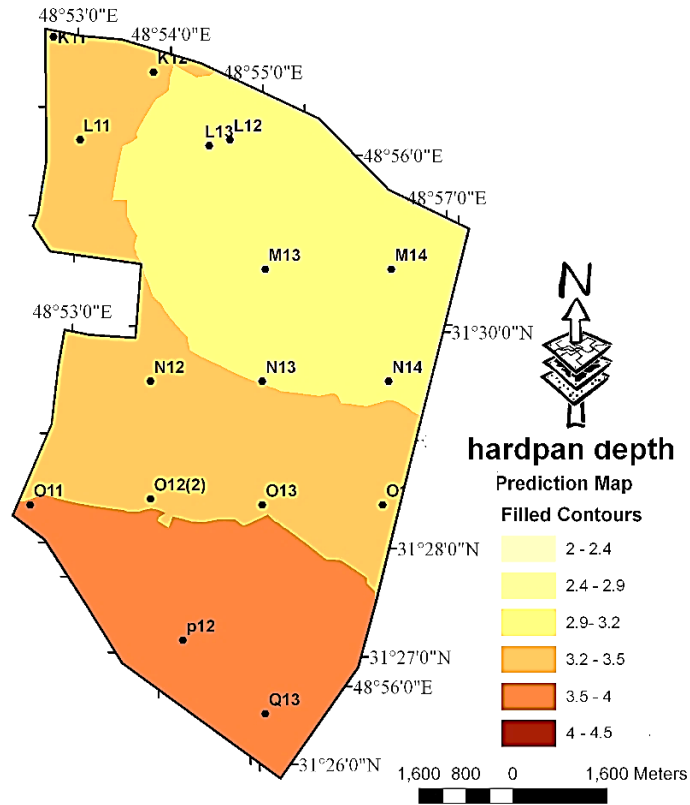 48°53'0"E
K11
48°54'0"E
K12
48°55'0"E
L11
L13
L12
48°56'0"E
48°57'0"E
M13
M14
N
48°53'0"E
31°30'0"N
N12
N13
N14
hardpan depth
Prediction Map
O11
O12(2)
O13
Filled Contours
2 - 2.4
31°28'0"N
2.4 - 2.9
2.9- 3.2
p12
3.2 - 3.5
31°27'0"N
48°56'0"E
3.5 - 4
Q13
4 - 4.5
31°26'0"N
1,600 800 0 1,600 Meters